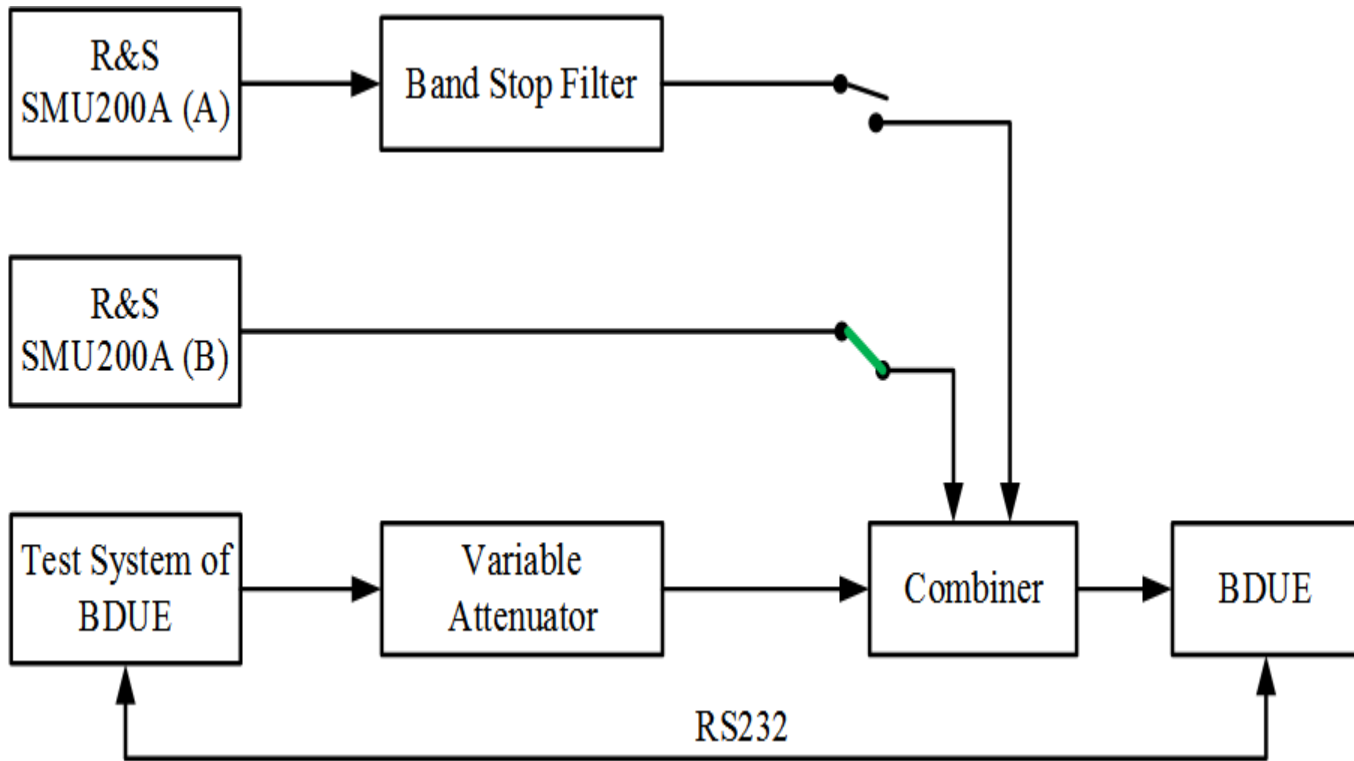 R&S
SMU200A (A)
Band Stop Filter
R&S
SMU200A (B)
Test System of
BDUE
Variable
Attenuator
Combiner
BDUE
RS232